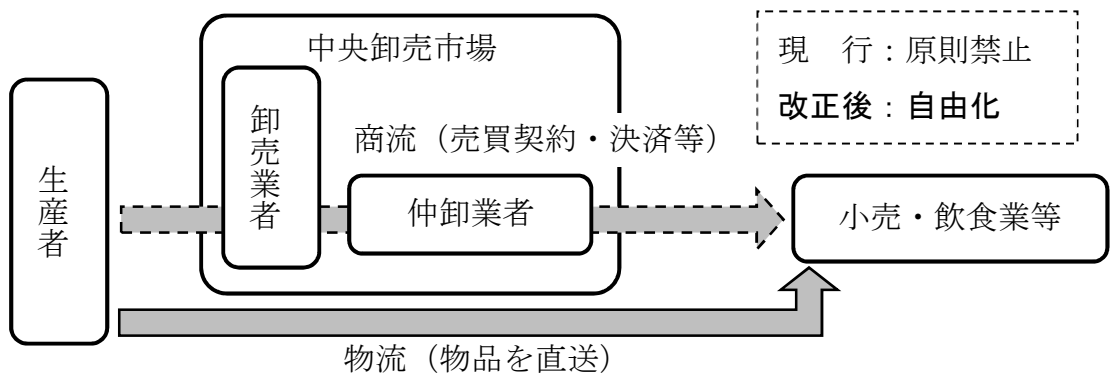 中央卸売市場
現　行：原則禁止
改正後：自由化
卸売業者
商流（売買契約・決済等）
生産者
仲卸業者
小売・飲食業等
物流（物品を直送）